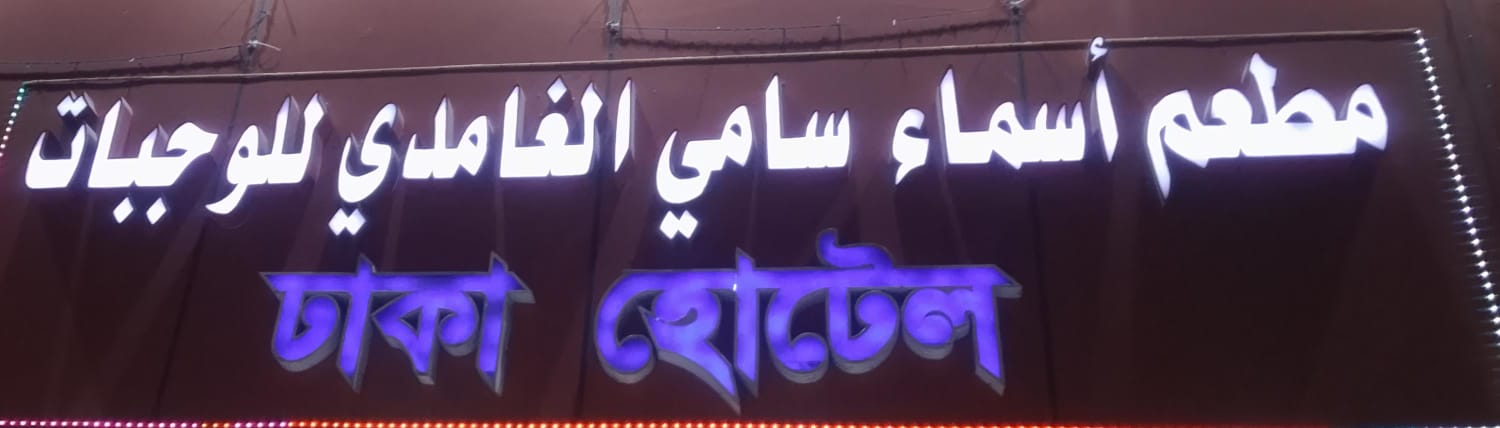 مطعم أسماء سامي الغامدي للوجبات
ঢাকা হোটেল